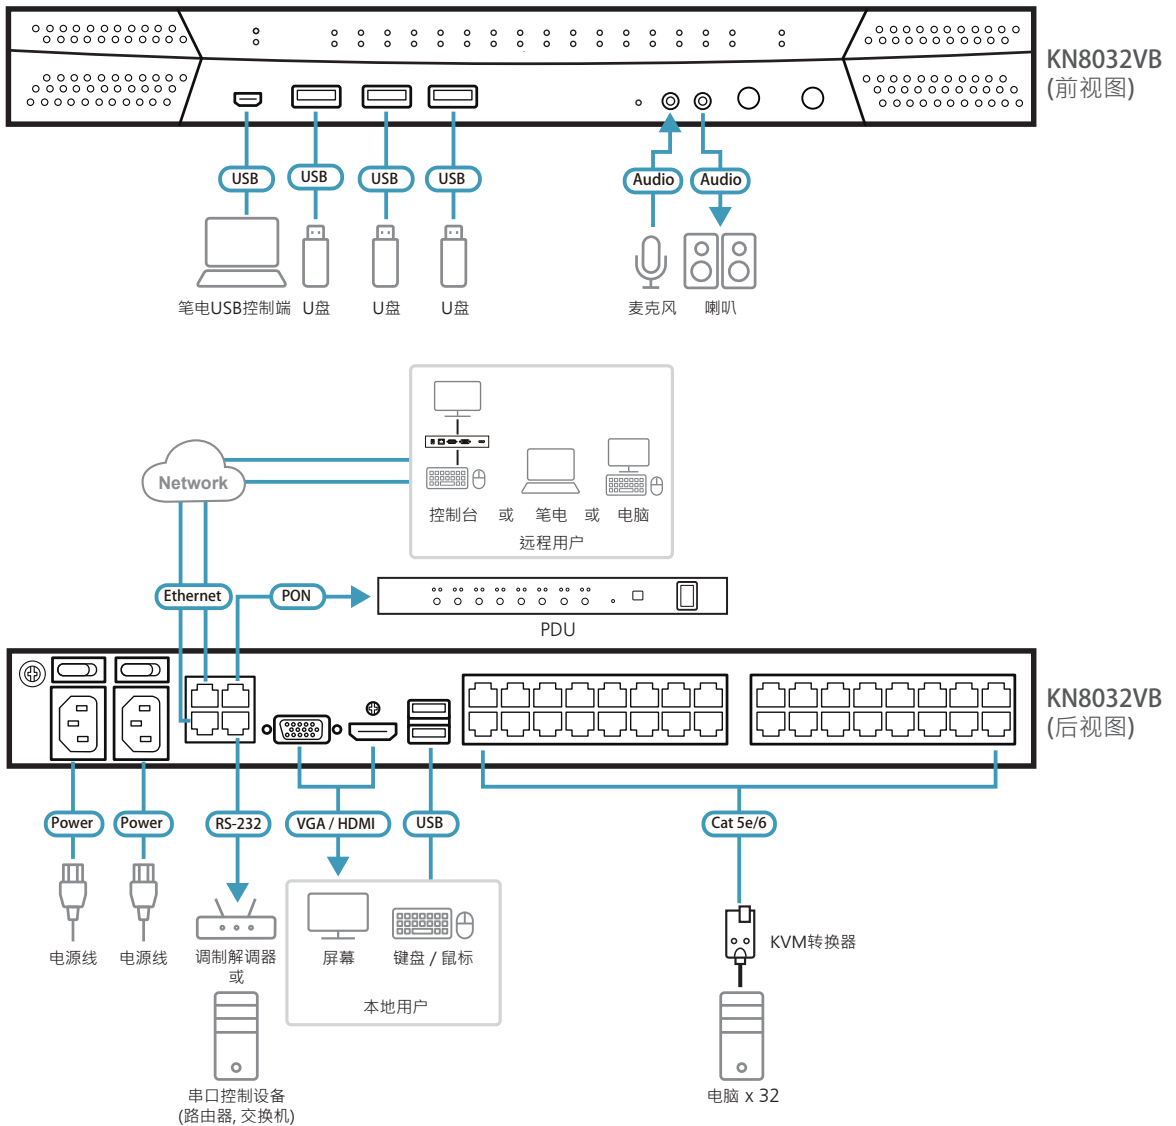 KN8032VB
(前视图)
USB
USB
USB
USB
Audio
Audio
笔电USB控制端
U盘
U盘
U盘
麦克风
喇叭
Network
控制台
或
笔电
或
电脑
远程用户
Ethernet
PON
PDU
KN8032VB
(后视图)
Power
Power
RS-232
VGA / HDMI
USB
Cat 5e/6
KVM转换器
电源线
电源线
调制解调器
或
屏幕
键盘 / 鼠标
本地用户
串口控制设备
(路由器, 交换机)
电脑 x 32